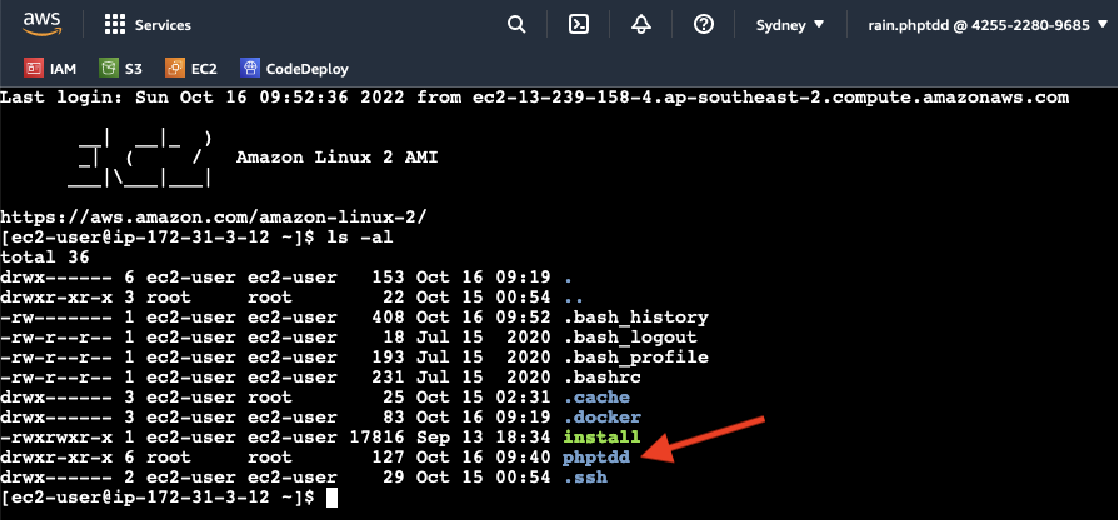 aws Services Sydney ▼ rain.phptdd @ 4255-2280-9685 ▼
IAM S3 EC2 CodeDeploy
Last login: Sun Oct 16 09:52:36 2022 from ec2-13-239-158-4.ap-southeast-2.compute.amazonaws.com
       __|  __|_  )
       _|  (     /   Amazon Linux 2 AMI
      ___|\___|___|
https://aws.amazon.com/amazon-linux-2/
[ec2-user@ip-172-31-3-12 ~]$ ls -al
total 36
drwx------ 6 ec2-user ec2-user   153 Oct 16 09:19 .
drwxr-xr-x 3 root     root        22 Oct 15 00:54 ..
-rw------- 1 ec2-user ec2-user   408 Oct 16 09:52 .bash_history
-rw-r--r-- 1 ec2-user ec2-user    18 Jul 15  2020 .bash_logout
-rw-r--r-- 1 ec2-user ec2-user   193 Jul 15  2020 .bash_profile
-rw-r--r-- 1 ec2-user ec2-user   231 Jul 15  2020 .bashrc
drwx------ 3 ec2-user root        25 Oct 15 02:31 .cache
drwx------ 3 ec2-user ec2-user    83 Oct 16 09:19 .docker
-rwxrwxr-x 1 ec2-user ec2-user 17816 Sep 13 18:34 install
drwxr-xr-x 6 root     root       127 Oct 16 09:40 phptdd
drwx------ 2 ec2-user ec2-user    29 Oct 15 00:54 .ssh
[ec2-user@ip-172-31-3-12 ~]$